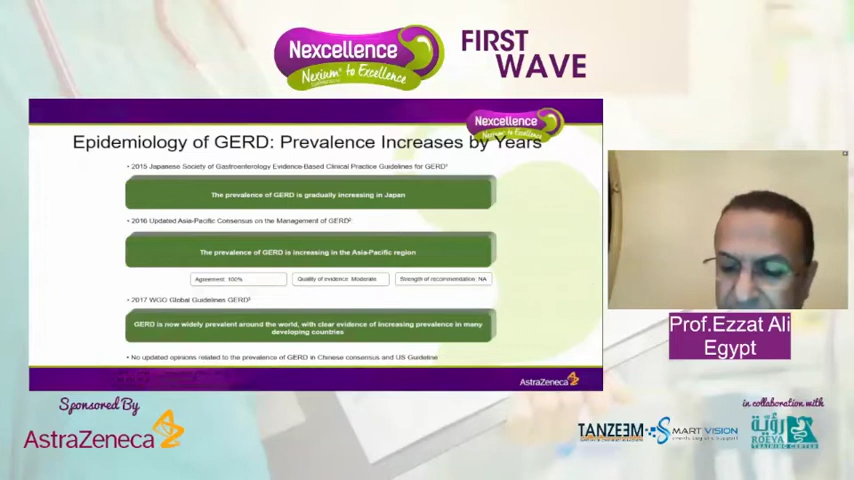 Nexcellence
Nexium® to Excellence
FIRST
WAVE
Nexcellence
Nexium® to Excellence
Epidemiology of GERD: Prevalence Increases by Years
• 2015 Japanese Society of Gastroenterology Evidence-Based Clinical Practice Guidelines for GERD¹
The prevalence of GERD is gradually increasing in Japan
• 2016 Updated Asia-Pacific Consensus on the Management of GERD²
The prevalence of GERD is increasing in the Asia-Pacific region
Agreement: 100%
Quality of evidence: Moderate
Strength of recommendation: NA
• 2017 WGO Global Guidelines GERD³
GERD is now widely prevalent around the world, with clear evidence of increasing prevalence in many
developing countries
• No updated opinions related to the prevalence of GERD in Chinese consensus and US Guideline
AstraZeneca
Prof.Ezzat Ali
Egypt
Sponsored By
AstraZeneca
in collaboration with
TANZEEM
SMART VISION
رؤية
ROEYA
TRAINING CENTER